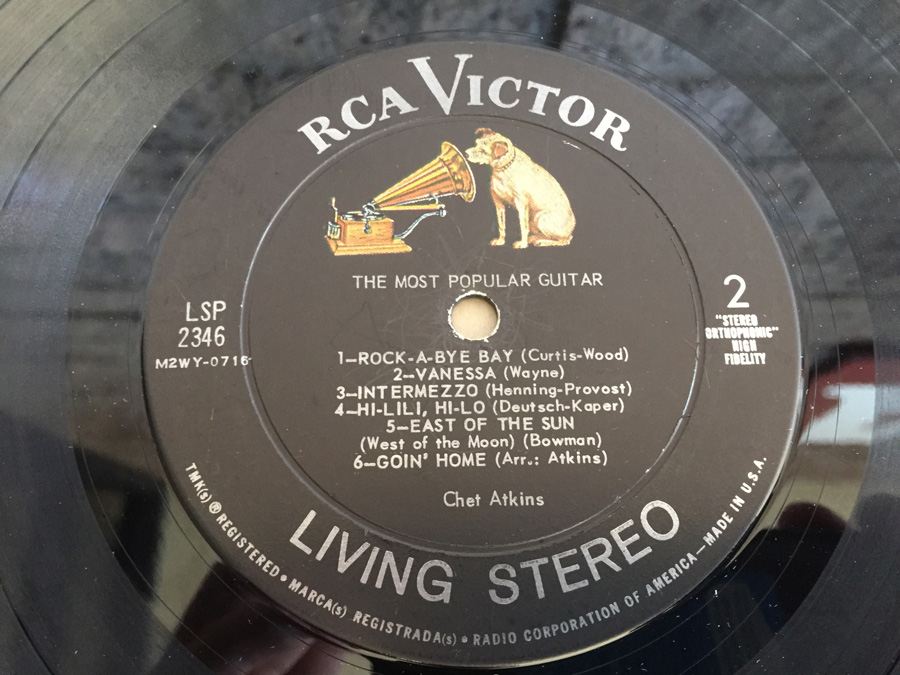 RCA VICTOR
THE MOST POPULAR GUITAR
LSP
2346
M2WY-0716
2
"STEREO
ORTHOPHONIC"
HIGH
FIDELITY
1—ROCK-A-BYE BAY (Curtis-Wood)
2—VANESSA (Wayne)
3—INTERMEZZO (Henning-Provost)
4—HI-LILI, HI-LO (Deutsch-Kaper)
5—EAST OF THE SUN
(West of the Moon) (Bowman)
6—GOIN' HOME (Arr.: Atkins)
Chet Atkins
LIVING STEREO
TMK(s) ® REGISTERED • MARCA(s) REGISTRADA(s) • RADIO CORPORATION OF AMERICA—MADE IN U.S.A.